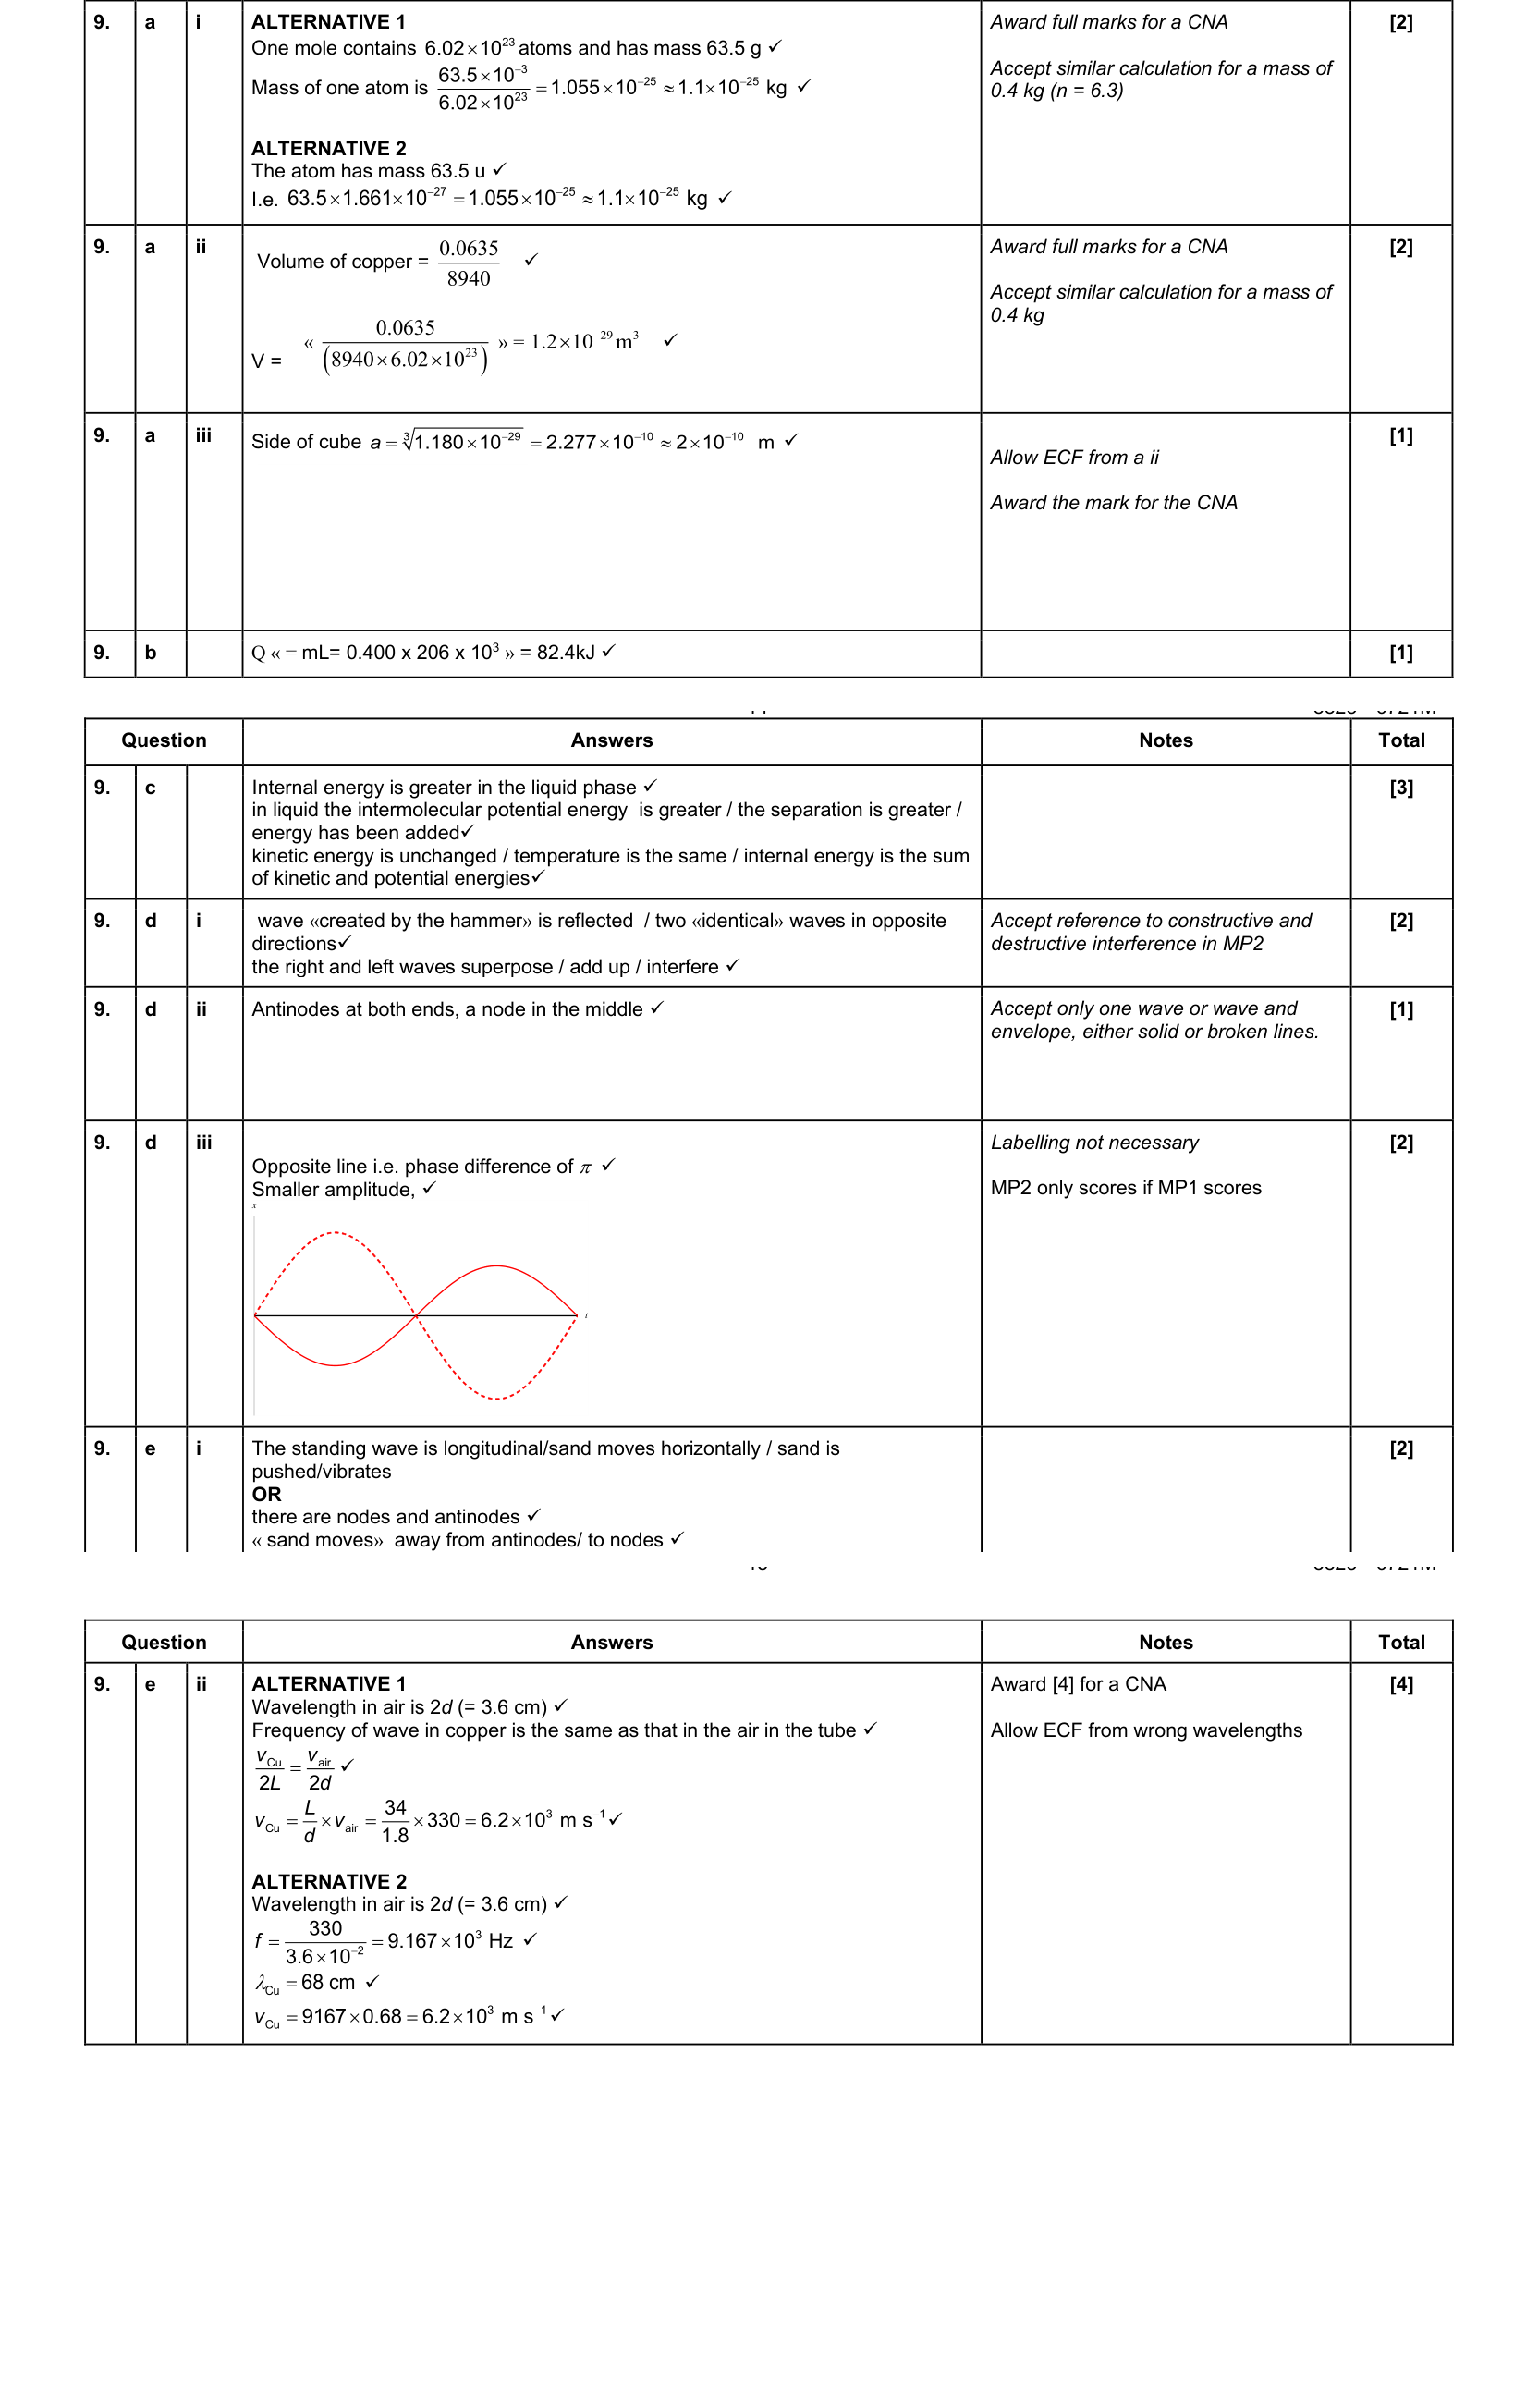 9. a i ALTERNATIVE 1 Award full marks for a CNA [2]
One mole contains 6.02×10²³ atoms and has mass 63.5 g ✓
Accept similar calculation for a mass of
0.4 kg (n = 6.3)
Mass of one atom is 63.5×10⁻³ / 6.02×10²³ = 1.055×10⁻²⁵ ≈ 1.1×10⁻²⁵ kg ✓
ALTERNATIVE 2
The atom has mass 63.5 u ✓
I.e. 63.5×1.661×10⁻²⁷ = 1.055×10⁻²⁵ ≈ 1.1×10⁻²⁵ kg ✓
9. a ii Volume of copper = 0.0635 / 8940 ✓ Award full marks for a CNA [2]
Accept similar calculation for a mass of
0.4 kg
V = « 0.0635 / (8940×6.02×10²³) » = 1.2×10⁻²⁹ m³ ✓
9. a iii Side of cube a = ∛1.180×10⁻²⁹ = 2.277×10⁻¹⁰ ≈ 2×10⁻¹⁰ m ✓ [1]
Allow ECF from a ii
Award the mark for the CNA
9. b Q « = mL= 0.400 x 206 x 10³ » = 82.4kJ ✓ [1]
Question Answers Notes Total
9. c Internal energy is greater in the liquid phase ✓ [3]
in liquid the intermolecular potential energy is greater / the separation is greater /
energy has been added✓
kinetic energy is unchanged / temperature is the same / internal energy is the sum
of kinetic and potential energies✓
9. d i wave «created by the hammer» is reflected / two «identical» waves in opposite
directions✓
the right and left waves superpose / add up / interfere ✓
Accept reference to constructive and
destructive interference in MP2
[2]
9. d ii Antinodes at both ends, a node in the middle ✓
Accept only one wave or wave and
envelope, either solid or broken lines.
[1]
9. d iii Labelling not necessary [2]
Opposite line i.e. phase difference of π ✓
Smaller amplitude, ✓
MP2 only scores if MP1 scores
x
t
9. e i The standing wave is longitudinal/sand moves horizontally / sand is [2]
pushed/vibrates
OR
there are nodes and antinodes ✓
« sand moves» away from antinodes/ to nodes ✓
Question Answers Notes Total
9. e ii ALTERNATIVE 1 Award [4] for a CNA [4]
Wavelength in air is 2d (= 3.6 cm) ✓
Frequency of wave in copper is the same as that in the air in the tube ✓ Allow ECF from wrong wavelengths
v_Cu / 2L = v_air / 2d ✓
v_Cu = L / d × v_air = 34 / 1.8 × 330 = 6.2×10³ m s⁻¹ ✓
ALTERNATIVE 2
Wavelength in air is 2d (= 3.6 cm) ✓
f = 330 / 3.6×10⁻² = 9.167×10³ Hz ✓
λ_Cu = 68 cm ✓
v_Cu = 9167×0.68 = 6.2×10³ m s⁻¹ ✓